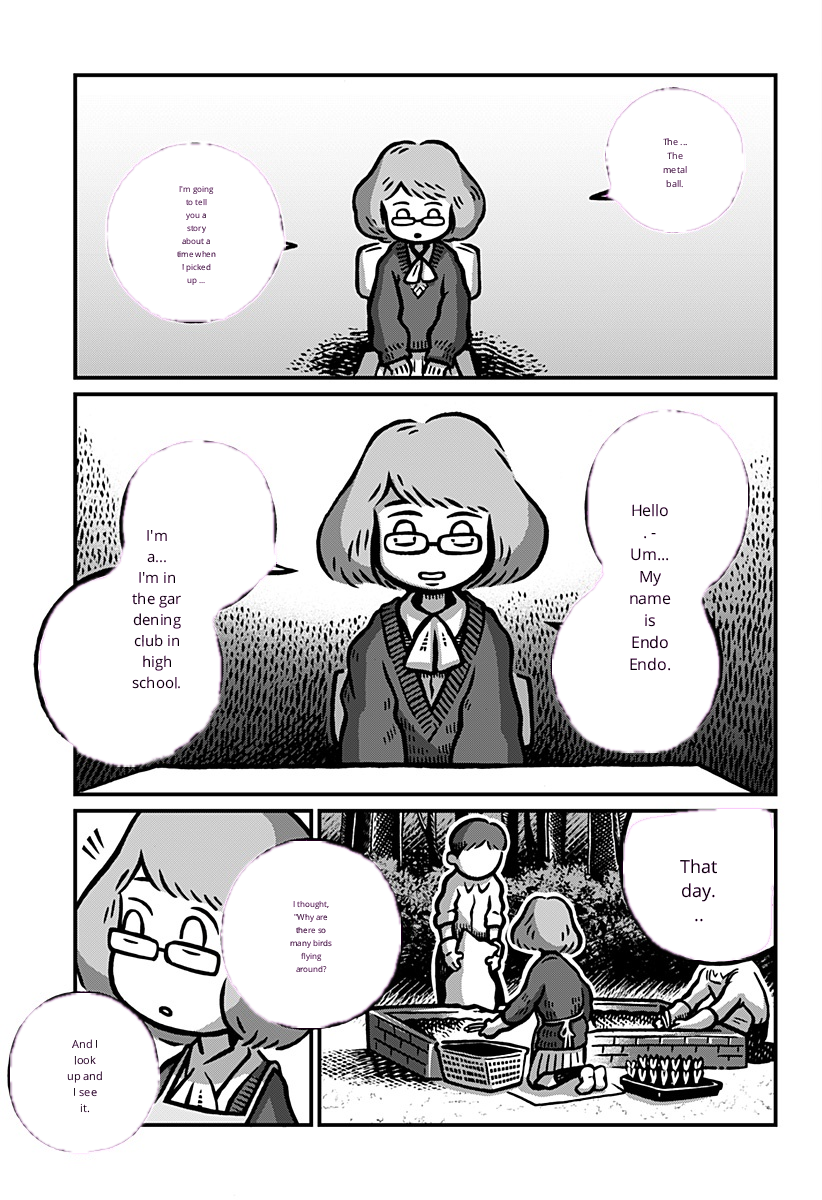 The ...
The
metal
ball.
I'm going
to tell
you a
story
about a
time when
I picked
up ...
Hello
. -
Um...
My
name
is
Endo
Endo.
I'm
a...
I'm in
the gar
dening
club in
high
school.
That
day.
..
I thought,
"Why are
there so
many birds
flying
around?
And I
look
up and
I see
it.